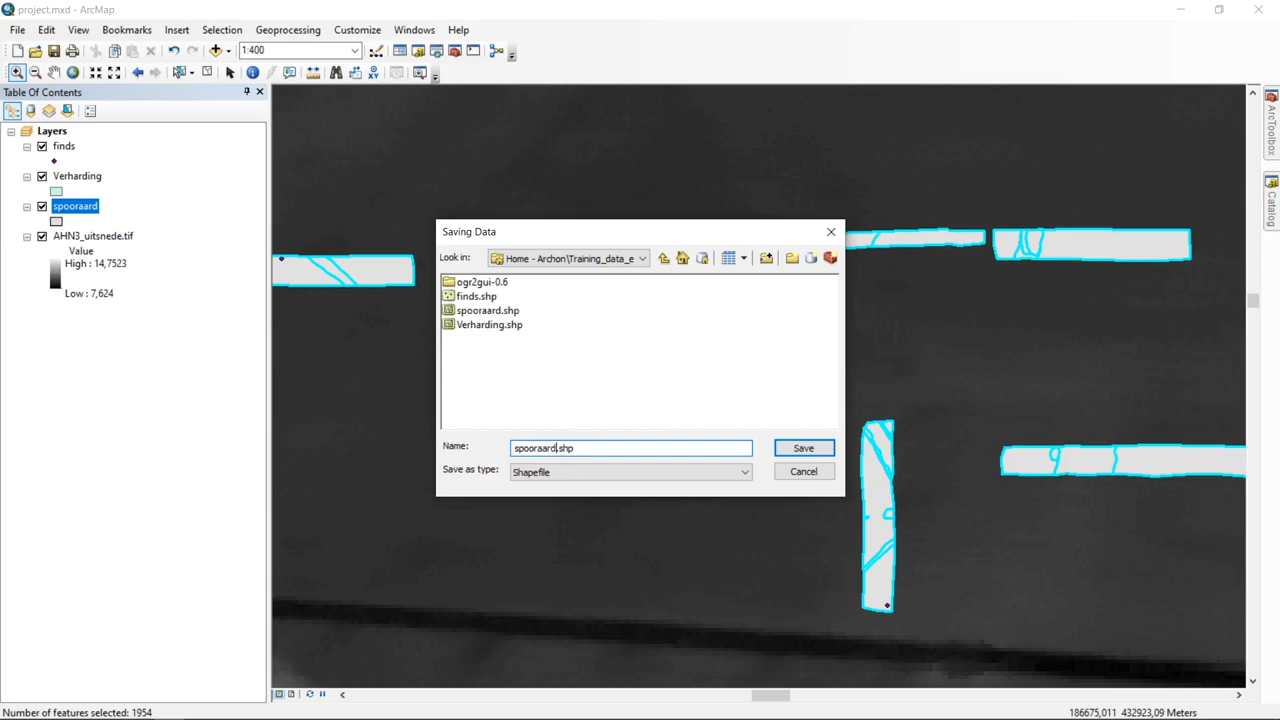 project.mxd - ArcMap
File Edit View Bookmarks Insert Selection Geoprocessing Customize Windows Help
1:400
Table Of Contents
Layers
finds
Verharding
spooraard
AHN3_uitsnede.tif
Value
High : 14,7523
Low : 7,624
Saving Data
Look in: Home - Archon\Training_data_e
ogr2gui-0.6
finds.shp
spooraard.shp
Verharding.shp
Name: spooraard.shp Save
Save as type: Shapefile Cancel
ArcToolbox
Catalog
Number of features selected: 1954 186675,011 432923,09 Meters